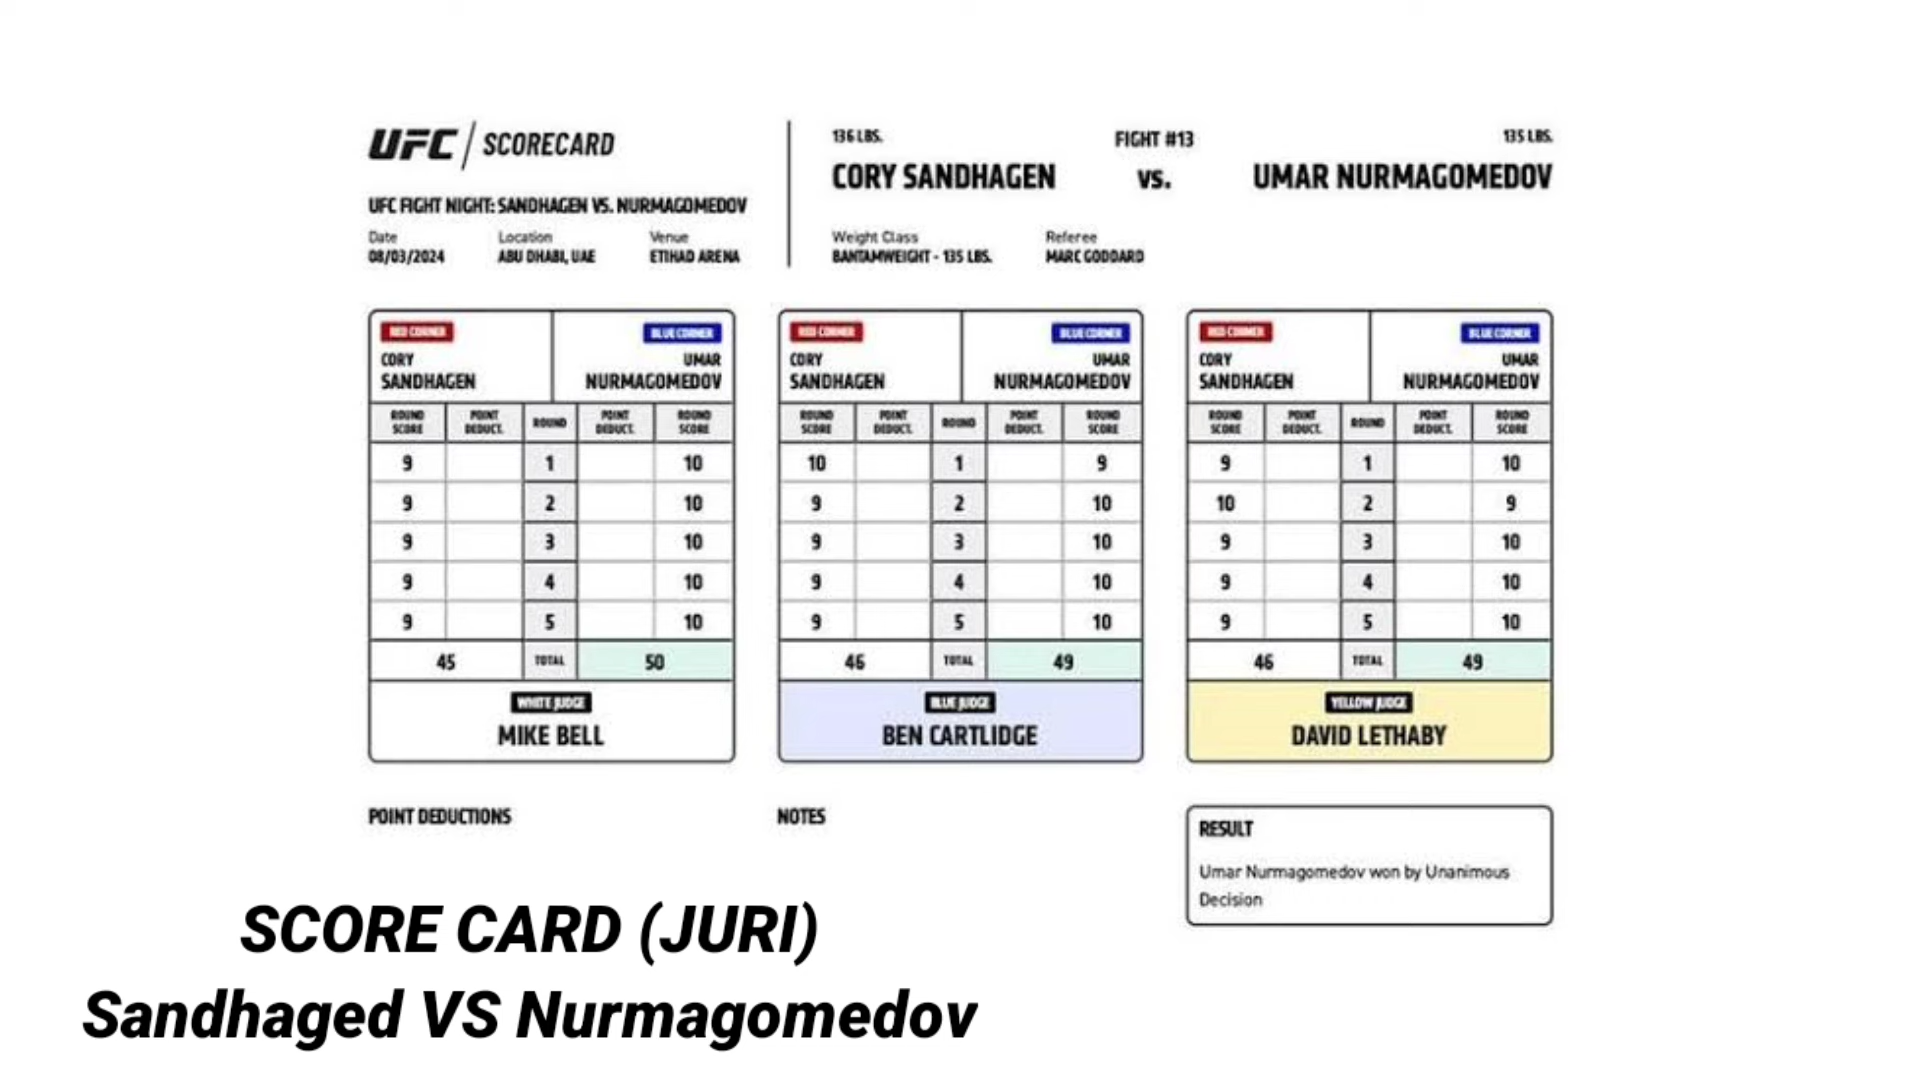 UFC / SCORECARD
UFC FIGHT NIGHT: SANDHAGEN VS. NURMAGOMEDOV
Date Location Venue
08/03/2024 ABU DHABI, UAE ETIHAD ARENA
136 LBS. FIGHT #13 135 LBS.
CORY SANDHAGEN VS. UMAR NURMAGOMEDOV
Weight Class Referee
BANTAMWEIGHT - 135 LBS. MARC GODDARD
RED CORNER BLUE CORNER
CORY UMAR
SANDHAGEN NURMAGOMEDOV
ROUND POINT ROUND POINT ROUND
SCORE DEDUCT. DEDUCT. SCORE
9 1 10
9 2 10
9 3 10
9 4 10
9 5 10
45 TOTAL 50
WHITE JUDGE
MIKE BELL
RED CORNER BLUE CORNER
CORY UMAR
SANDHAGEN NURMAGOMEDOV
ROUND POINT ROUND POINT ROUND
SCORE DEDUCT. DEDUCT. SCORE
10 1 9
9 2 10
9 3 10
9 4 10
9 5 10
46 TOTAL 49
BLUE JUDGE
BEN CARTLIDGE
RED CORNER BLUE CORNER
CORY UMAR
SANDHAGEN NURMAGOMEDOV
ROUND POINT ROUND POINT ROUND
SCORE DEDUCT. DEDUCT. SCORE
9 1 10
10 2 9
9 3 10
9 4 10
9 5 10
46 TOTAL 49
YELLOW JUDGE
DAVID LETHABY
POINT DEDUCTIONS
NOTES
RESULT
Umar Nurmagomedov won by Unanimous
Decision
SCORE CARD (JURI)
Sandhaged VS Nurmagomedov